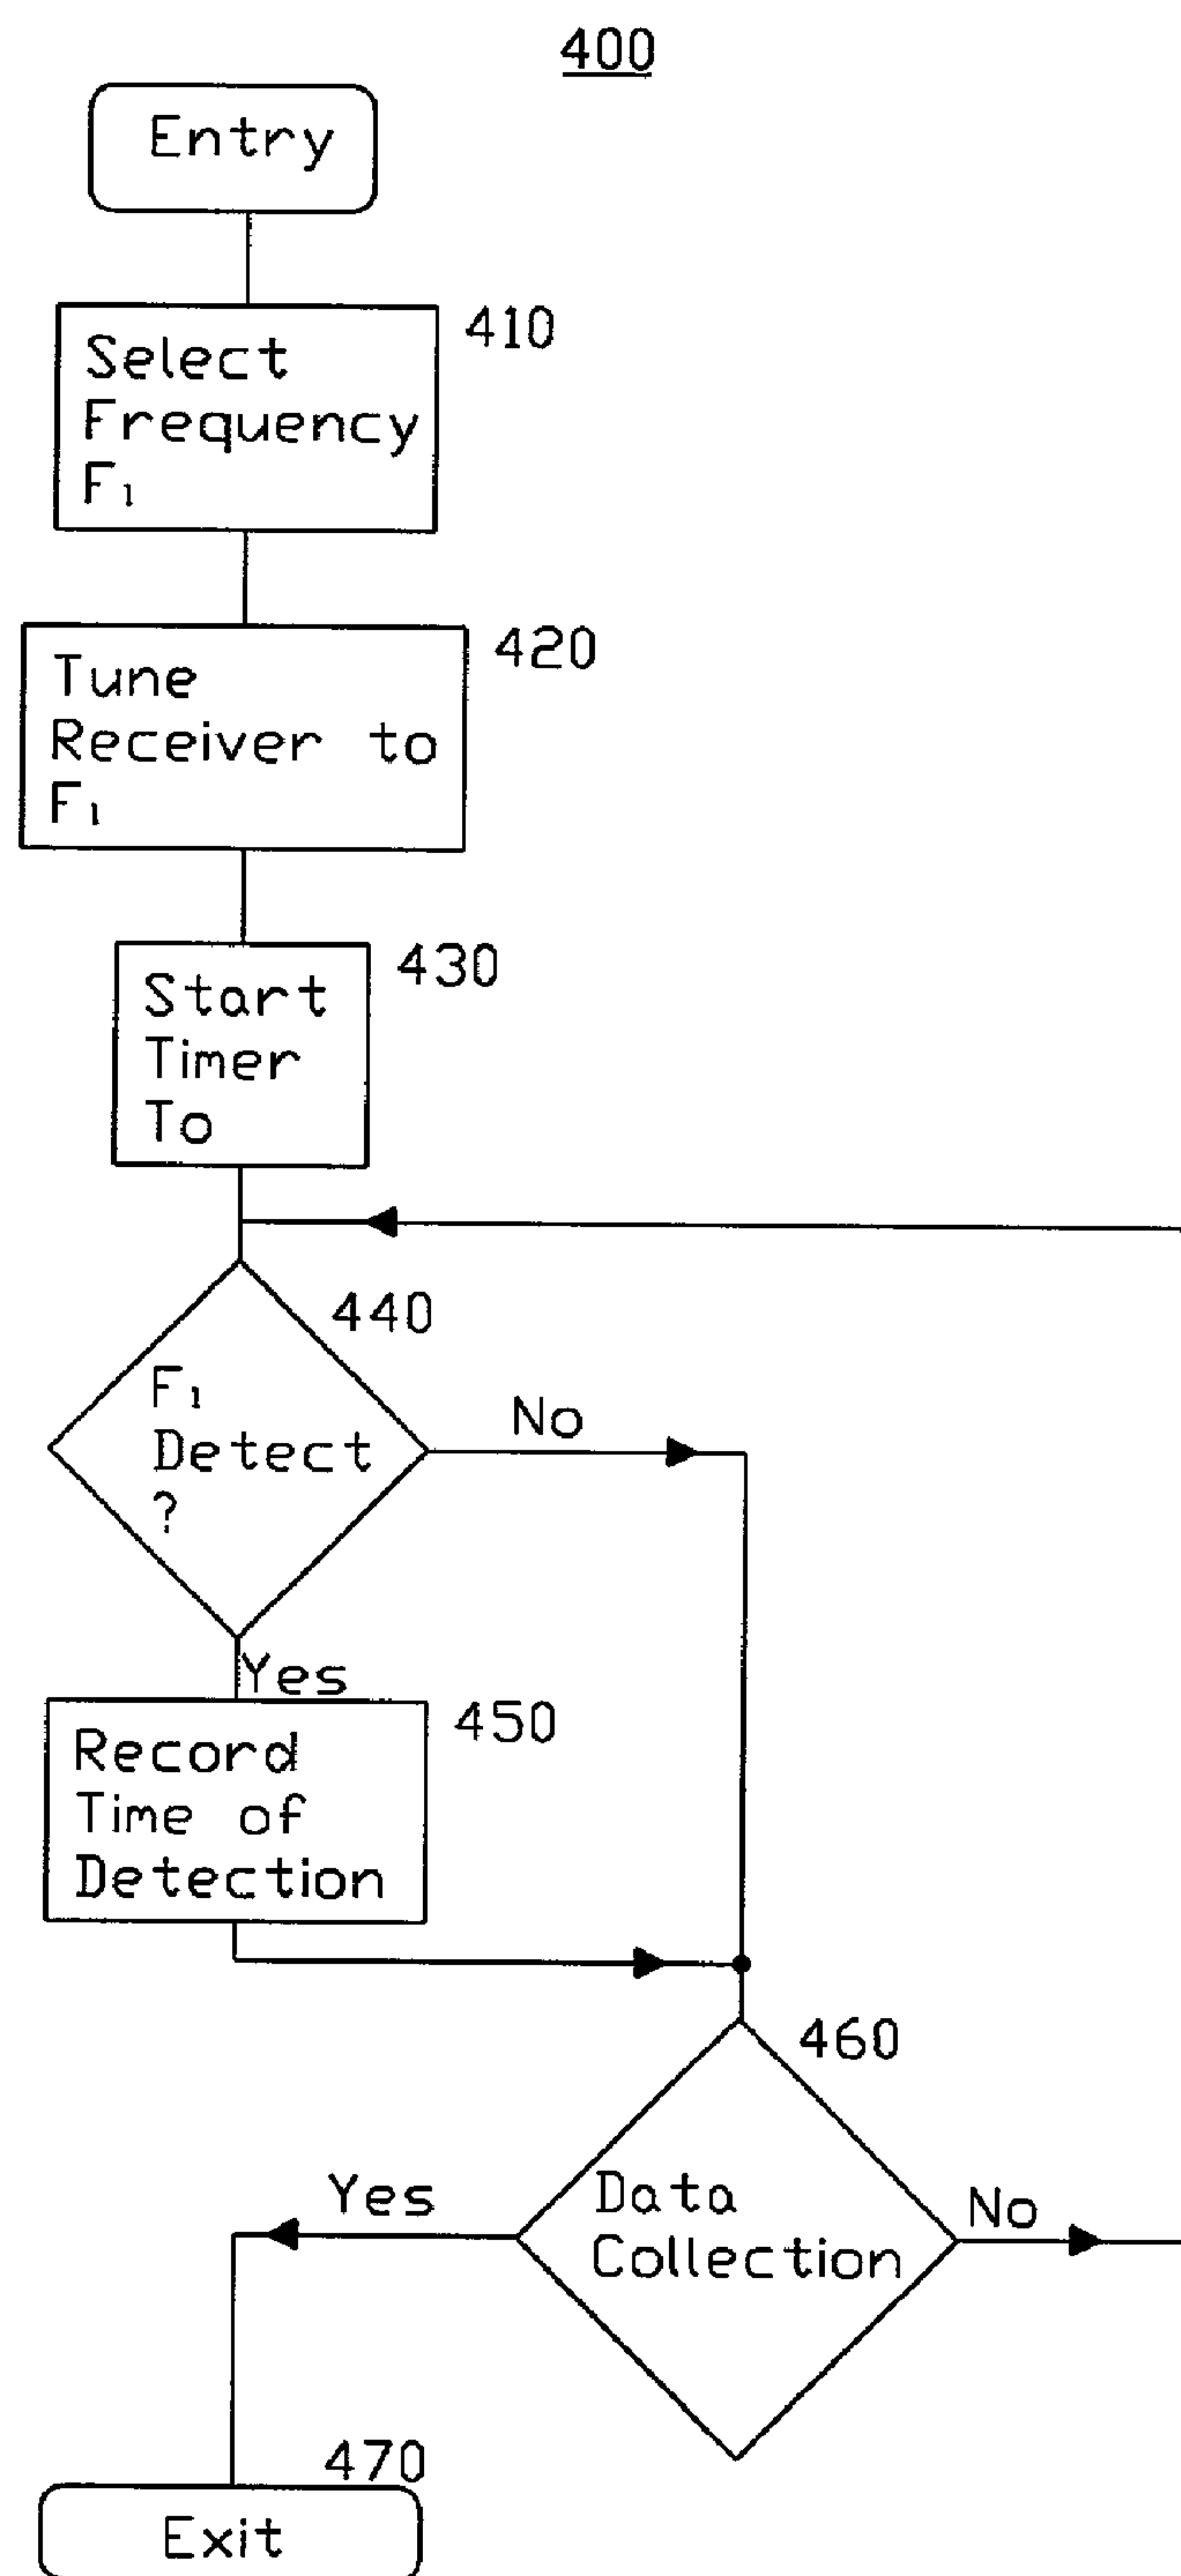 400
Entry
410
Select
Frequency
F₁
420
Tune
Receiver to
F₁
430
Start
Timer
To
440
F₁
Detect
?
No
Yes
450
Record
Time of
Detection
460
Data
Collection
Yes
No
470
Exit